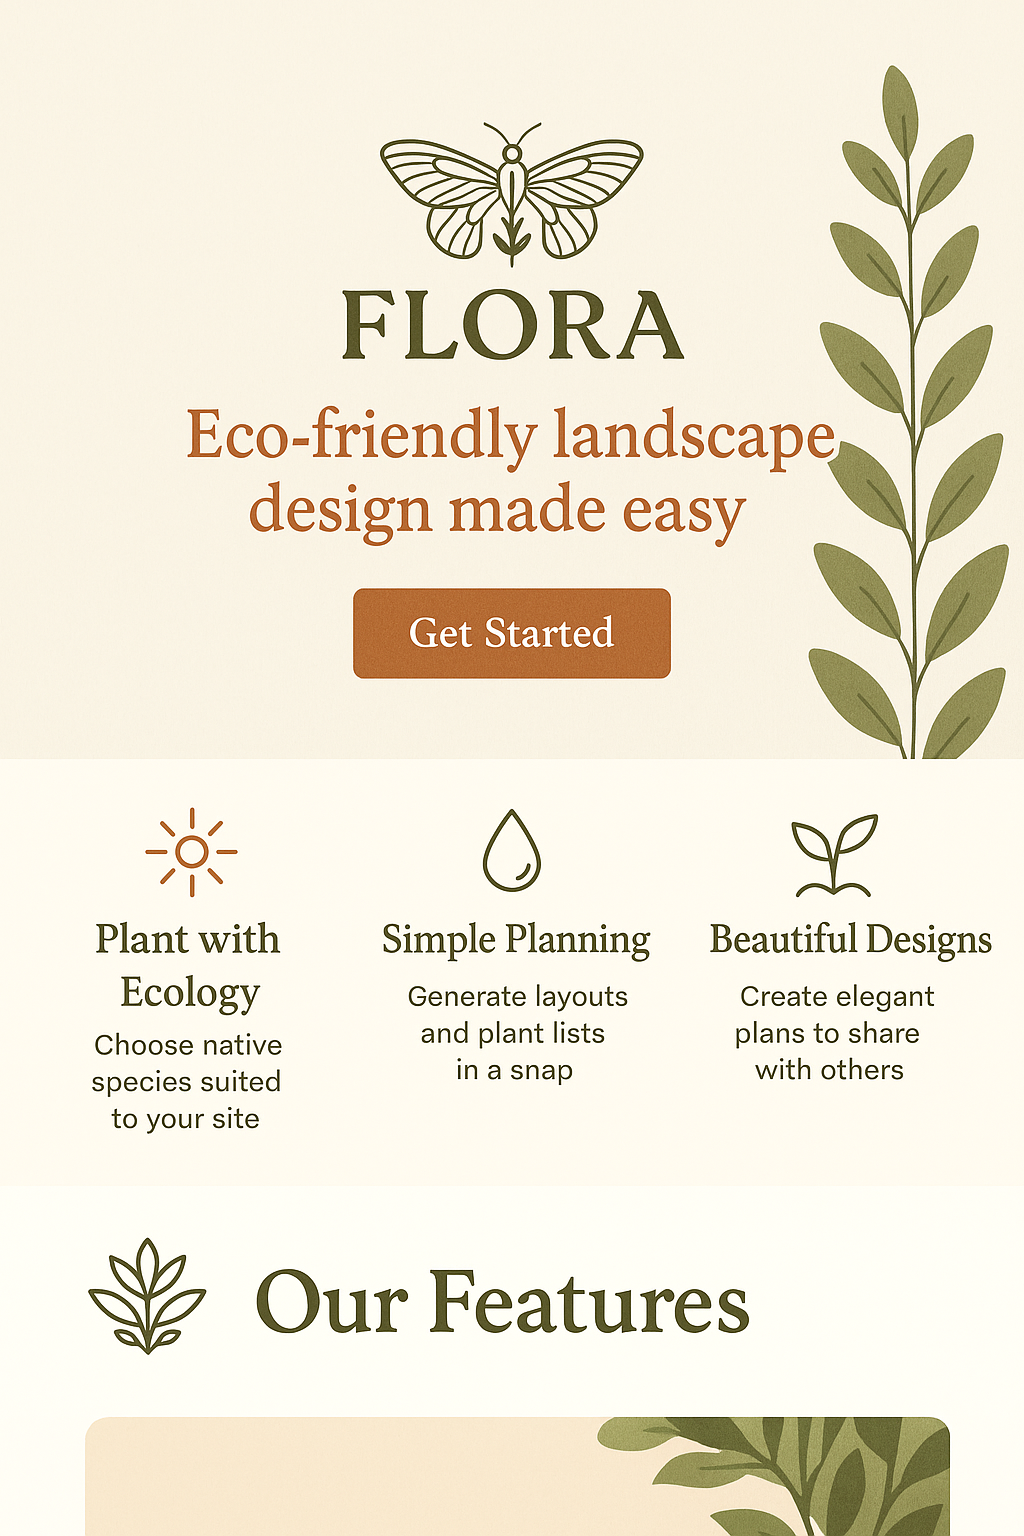 FLORA
Eco-friendly landscape
design made easy
Get Started
Plant with
Ecology
Choose native
species suited
to your site
Simple Planning
Generate layouts
and plant lists
in a snap
Beautiful Designs
Create elegant
plans to share
with others
Our Features